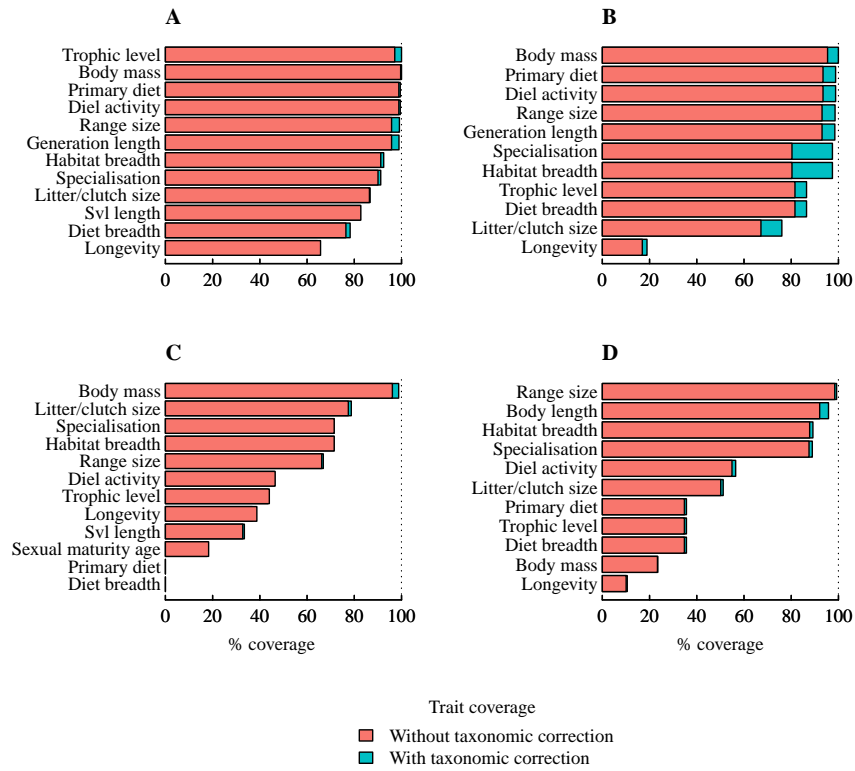 A
Trophic level
Body mass
Primary diet
Diel activity
Range size
Generation length
Habitat breadth
Specialisation
Litter/clutch size
Svl length
Diet breadth
Longevity
0 20 40 60 80 100
B
Body mass
Primary diet
Diel activity
Range size
Generation length
Specialisation
Habitat breadth
Trophic level
Diet breadth
Litter/clutch size
Longevity
0 20 40 60 80 100
C
Body mass
Litter/clutch size
Specialisation
Habitat breadth
Range size
Diel activity
Trophic level
Longevity
Svl length
Sexual maturity age
Primary diet
Diet breadth
0 20 40 60 80 100
% coverage
D
Range size
Body length
Habitat breadth
Specialisation
Diel activity
Litter/clutch size
Primary diet
Trophic level
Diet breadth
Body mass
Longevity
0 20 40 60 80 100
% coverage
Trait coverage
Without taxonomic correction
With taxonomic correction